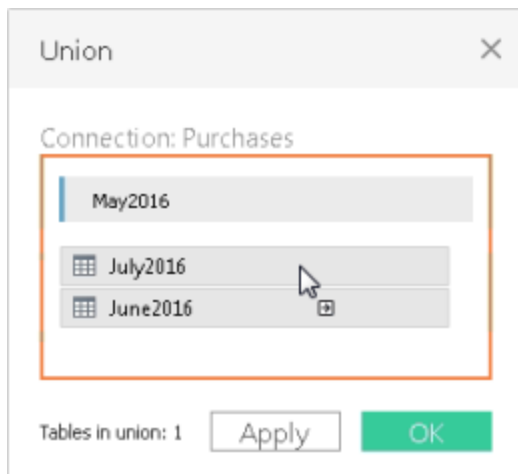 Union
Connection: Purchases
May2016
July2016
June2016
Tables in union: 1 Apply OK